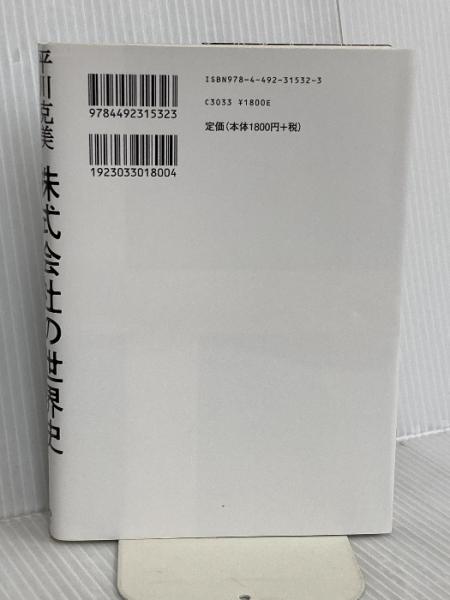 平川克美 株式会社の世界史
ISBN978-4-492-31532-3
C3033 ¥1800E
定価(本体1800円+税)
9784492315323
1923033018004